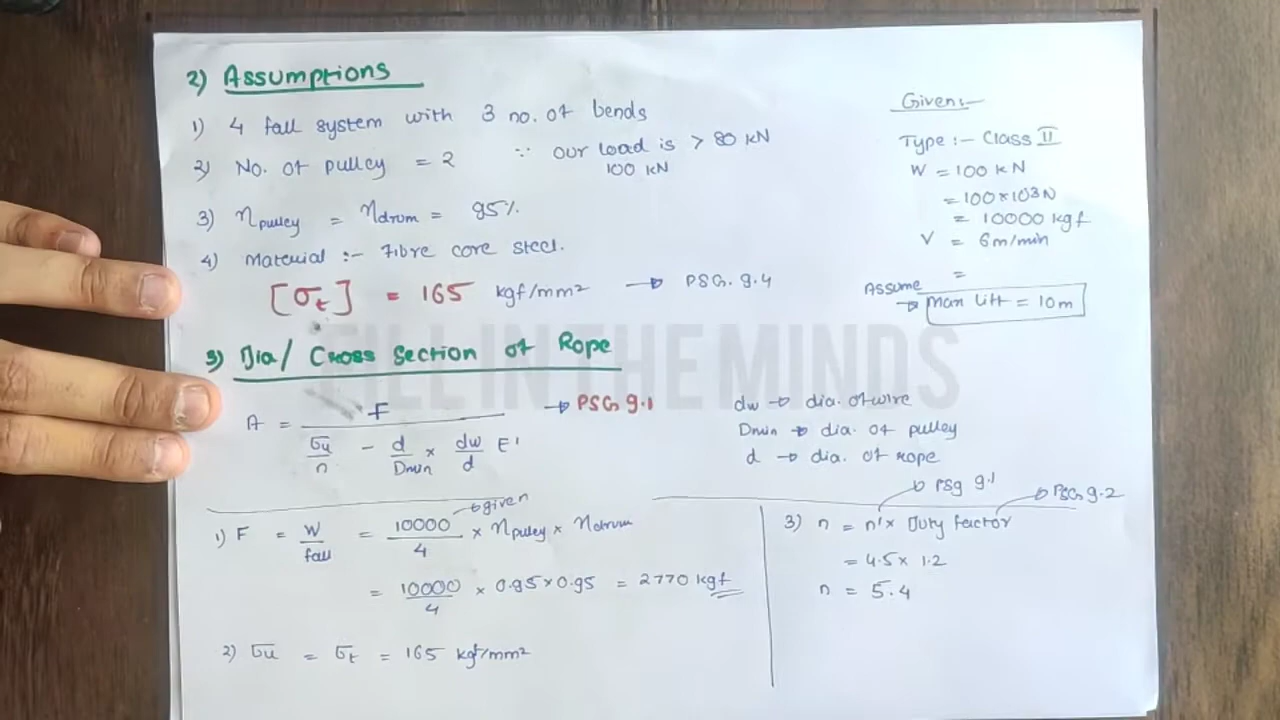 2) Assumptions
1) 4 fall system with 3 no. of bends
2) No. of pulley = 2 ∵ our load is > 80 kN
100 kN
3) ηpulley = ηdrum = 95%.
4) Material :- Fibre core steel.
[σt] = 165 kgf/mm² → PSG. 9.4
Given:-
Type :- Class II
W = 100 kN
= 100×103N
= 10000 kgf
V = 6m/min
=
Assume
→ Max Lift = 10m
3) Dia/ Cross section of Rope
FILL IN THE MINDS
A = F / (σu/n - d/Dmin × dw/d E') → PSG 9.1
dw → dia. of wire
Dmin → dia. of pulley
d → dia. of rope
1) F = W/fall = 10000/4 × ηpulley × ηdrum → given
= 10000/4 × 0.95×0.95 = 2770 kgf
2) σu = σt = 165 kgf/mm²
→ PSG 9.1 → PSG 9.2
3) n = n'× Duty factor
= 4.5× 1.2
n = 5.4